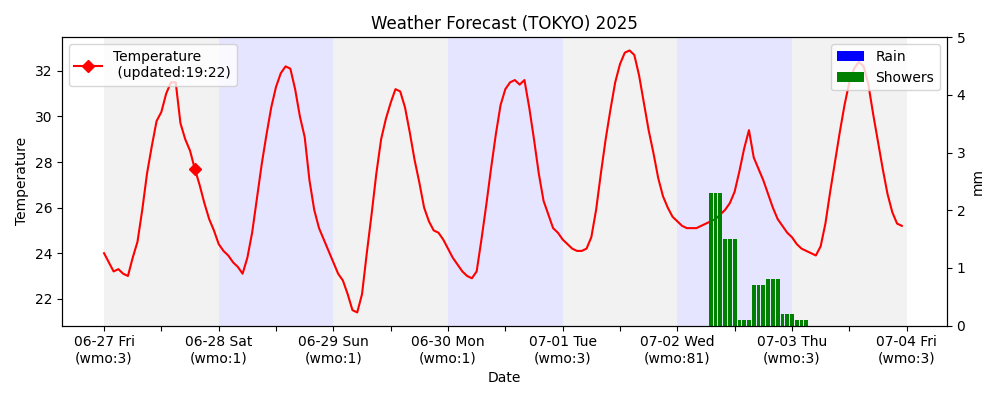 Weather Forecast (TOKYO) 2025
Temperature
(updated:19:22)
Rain
Showers
Temperature
32
30
28
26
24
22
5
4
3
2
1
0
mm
06-27 Fri
(wmo:3)
06-28 Sat
(wmo:1)
06-29 Sun
(wmo:1)
06-30 Mon
(wmo:1)
07-01 Tue
(wmo:3)
07-02 Wed
(wmo:81)
07-03 Thu
(wmo:3)
07-04 Fri
(wmo:3)
Date